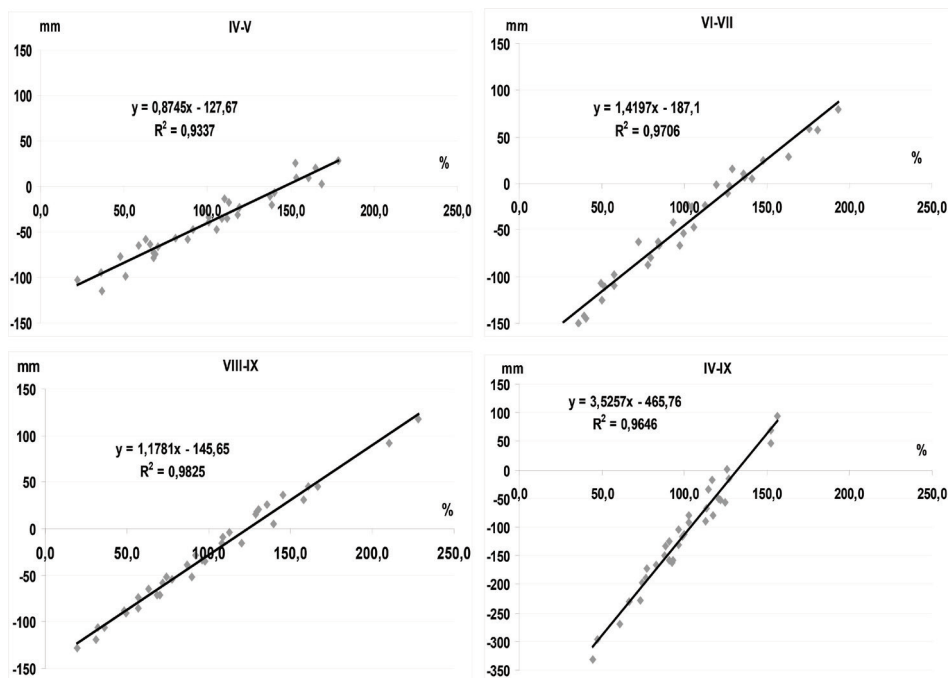 mm
IV-V
150
100
50
0
-50
-100
-150
y = 0,8745x - 127,67
R² = 0,9337
%
0,0 50,0 100,0 150,0 200,0 250,0
mm
VI-VII
150
100
50
0
-50
-100
-150
y = 1,4197x - 187,1
R² = 0,9706
%
0,0 50,0 100,0 150,0 200,0 250,0
mm
VIII-IX
150
100
50
0
-50
-100
-150
y = 1,1781x - 145,65
R² = 0,9825
%
0,0 50,0 100,0 150,0 200,0 250,0
mm
IV-IX
150
100
50
0
-50
-100
-150
-200
-250
-300
-350
y = 3,5257x - 465,76
R² = 0,9646
%
0,0 50,0 100,0 150,0 200,0 250,0